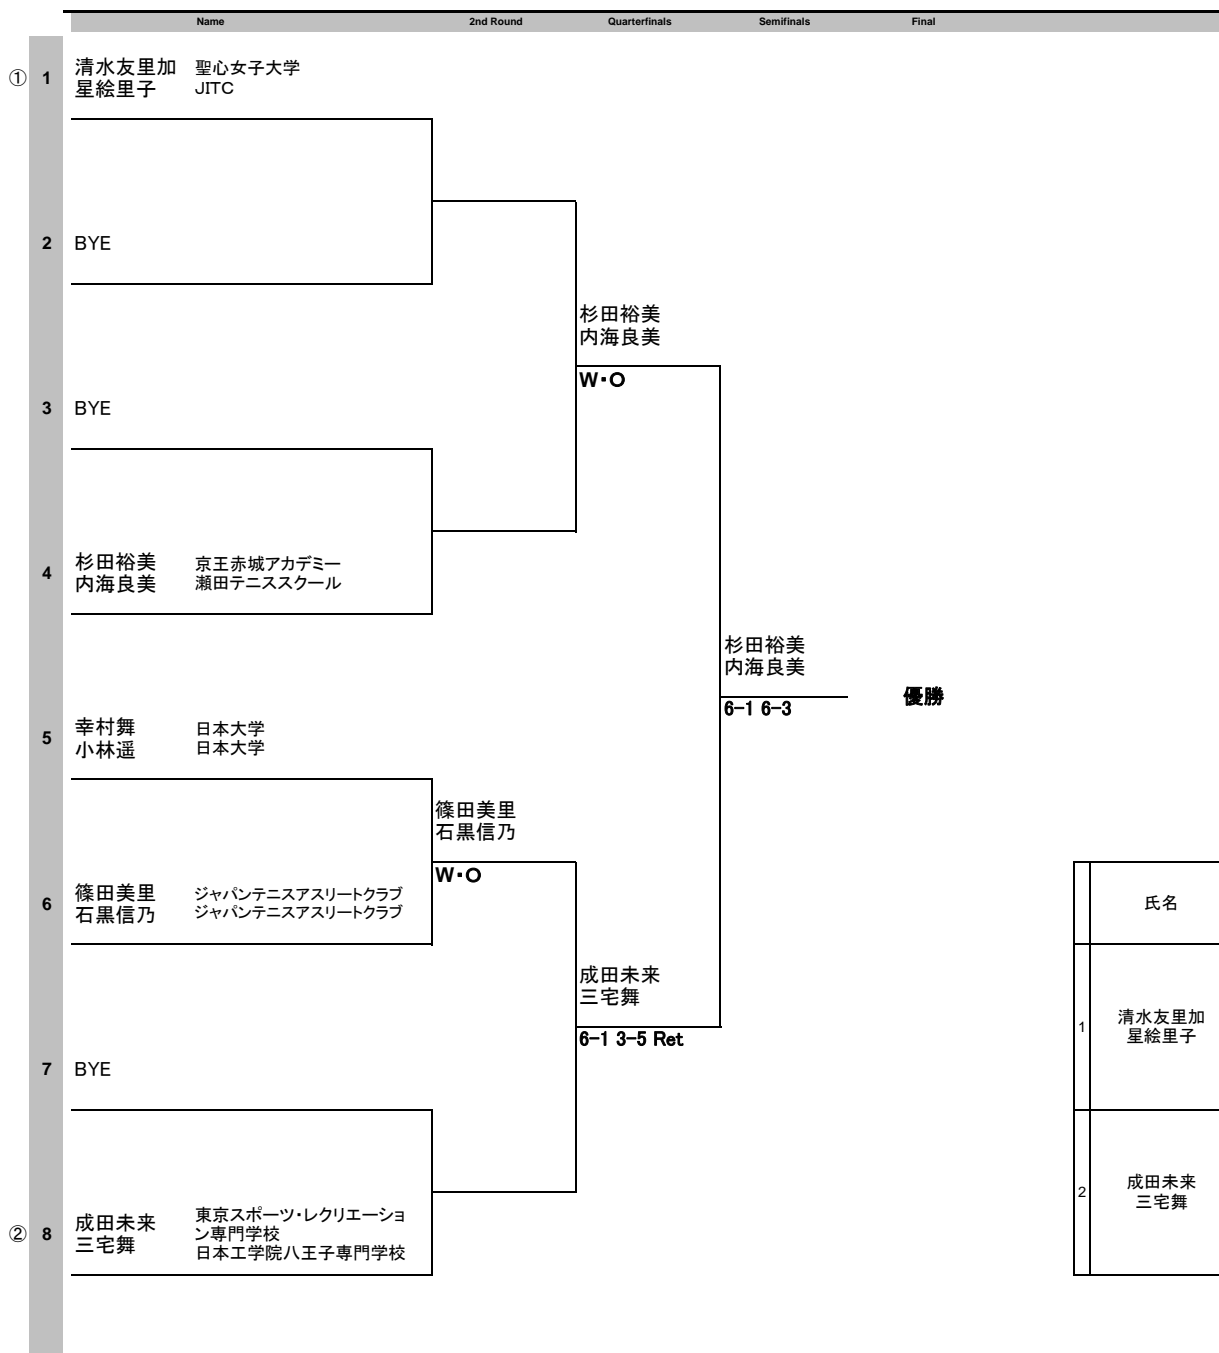 Name 2nd Round Quarterfinals Semifinals Final
① 1 清水友里加 聖心女子大学
星絵里子 JITC
2 BYE
杉田裕美
内海良美
W・O
3 BYE
4 杉田裕美 京王赤城アカデミー
内海良美 瀬田テニススクール
杉田裕美
内海良美
6-1 6-3
優勝
5 幸村舞 日本大学
小林遥 日本大学
篠田美里
石黒信乃
W・O
6 篠田美里 ジャパンテニスアスリートクラブ
石黒信乃 ジャパンテニスアスリートクラブ
成田未来
三宅舞
6-1 3-5 Ret
7 BYE
② 8 成田未来 東京スポーツ・レクリエーショ
ン専門学校
三宅舞 日本工学院八王子専門学校
氏名
1 清水友里加
星絵里子
2 成田未来
三宅舞